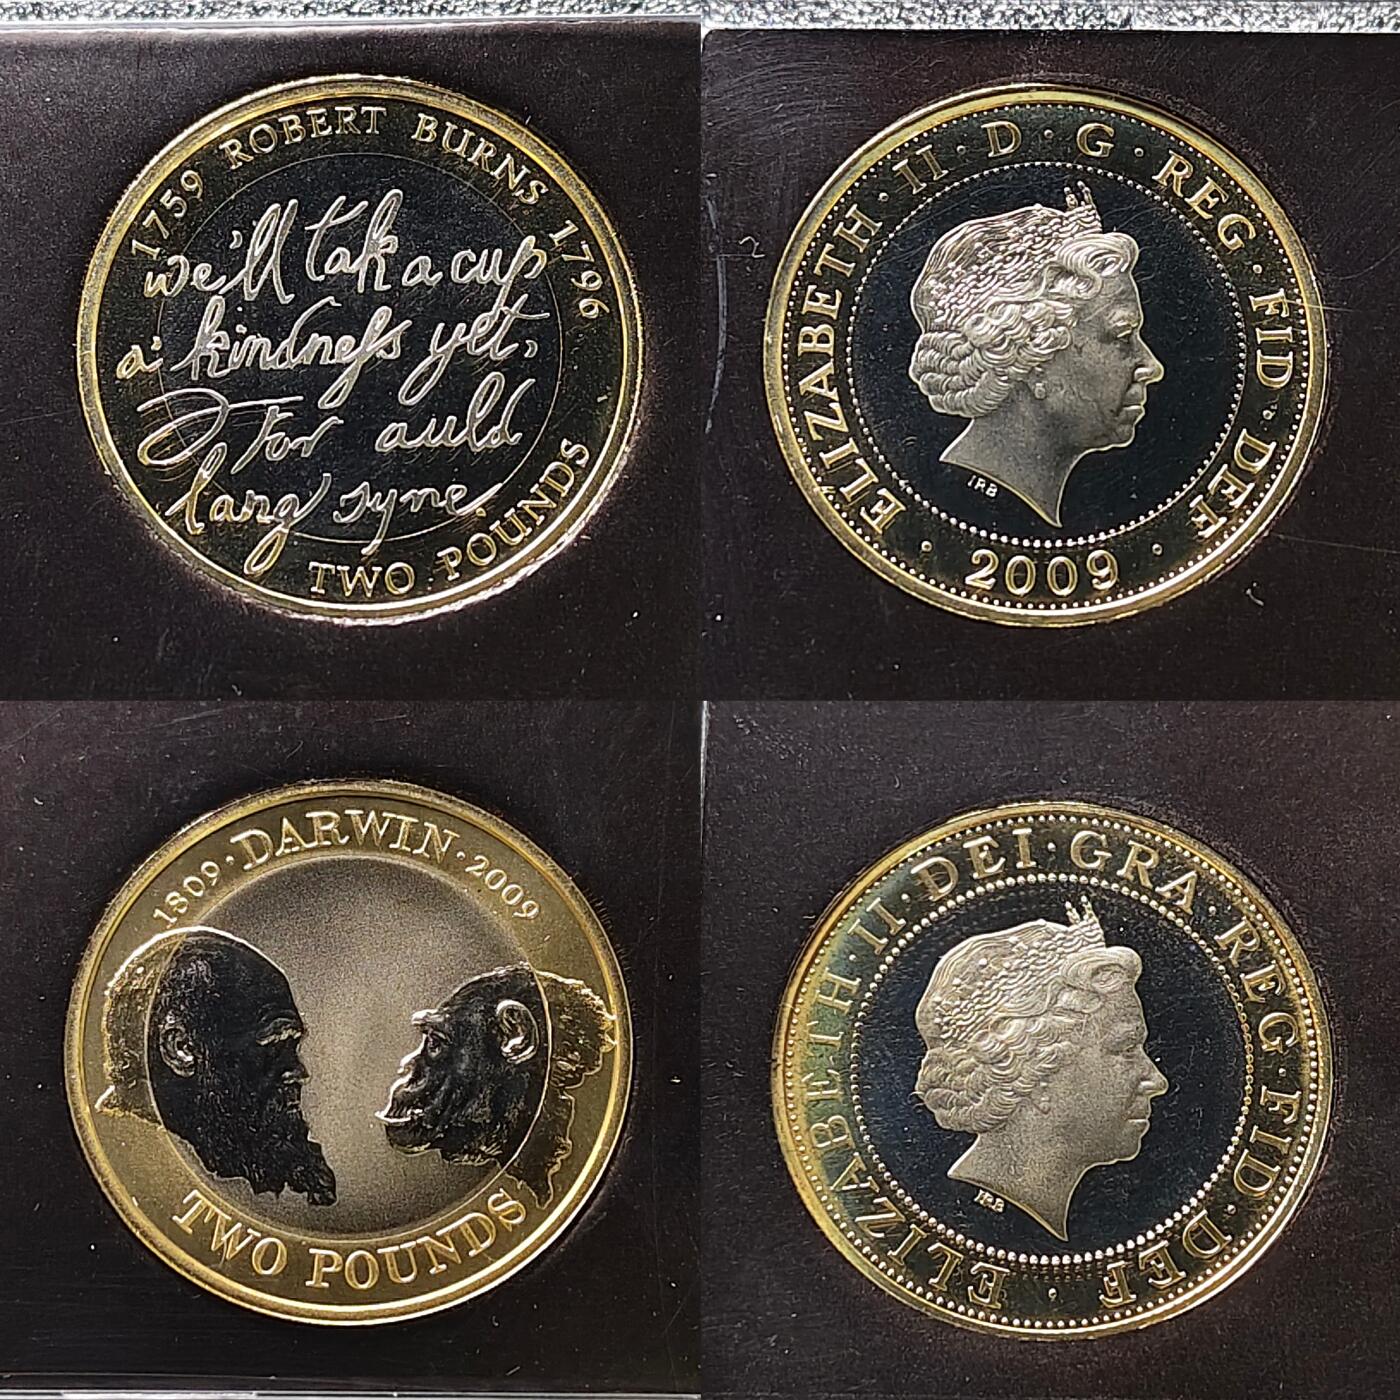 1759 ROBERT BURNS 1796
we'll tak a cup
o' kindness yet,
For auld
lang syne
TWO POUNDS
ELIZABETH · II · D · G · REG · FID · DEF
IRB
· 2009 ·
1809 · DARWIN · 2009
TWO POUNDS
ELIZABETH · II · DEI · GRA · REG · FID · DEF ·
IRB